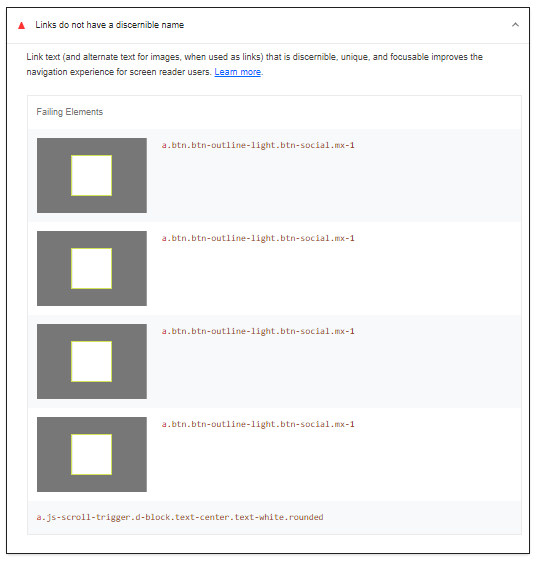 Links do not have a discernible name
Link text (and alternate text for images, when used as links) that is discernible, unique, and focusable improves the
navigation experience for screen reader users. Learn more.
Failing Elements
a.btn.btn-outline-light.btn-social.mx-1
a.btn.btn-outline-light.btn-social.mx-1
a.btn.btn-outline-light.btn-social.mx-1
a.btn.btn-outline-light.btn-social.mx-1
a.js-scroll-trigger.d-block.text-center.text-white.rounded